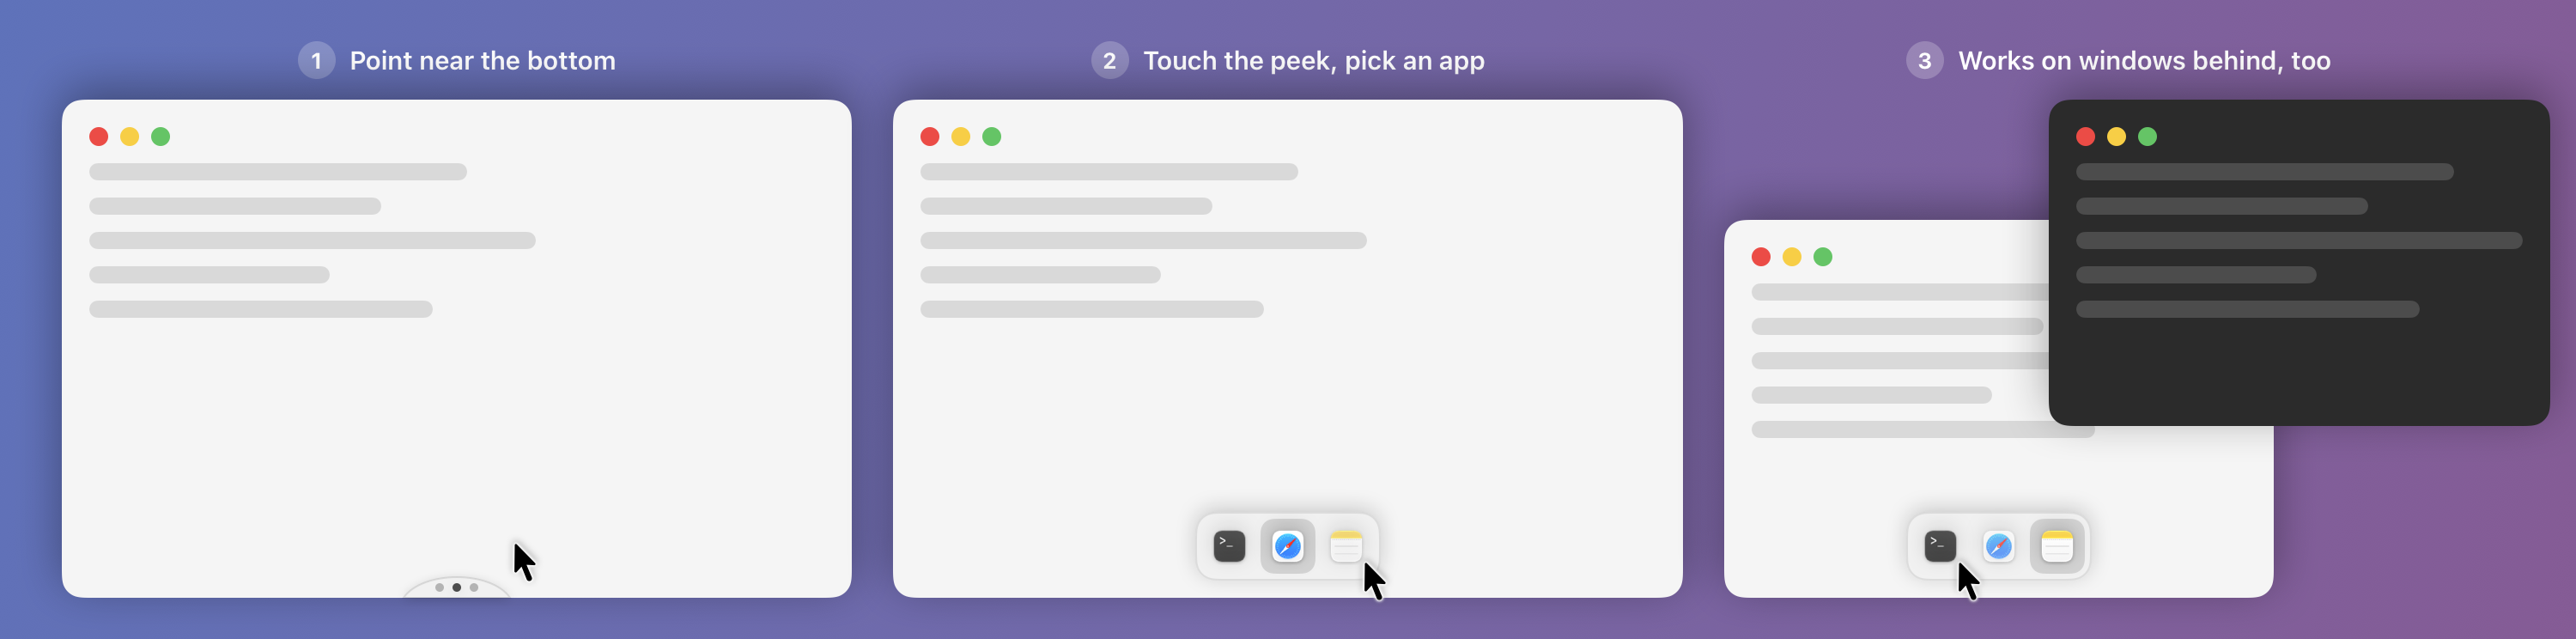 1 Point near the bottom
2 Touch the peek, pick an app
3 Works on windows behind, too
>_
>_